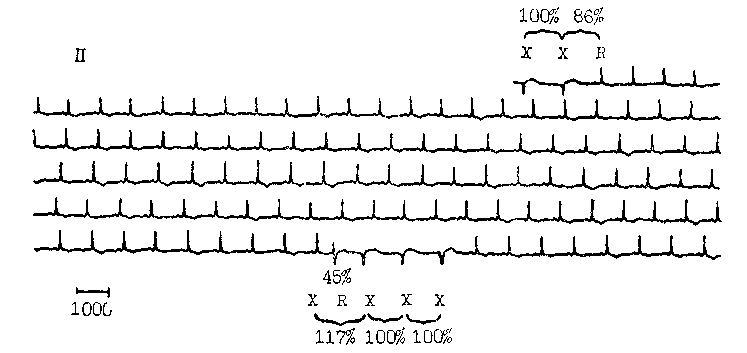 100% 86%
II
X X R
45%
1000
X R X X X
117% 100% 100%